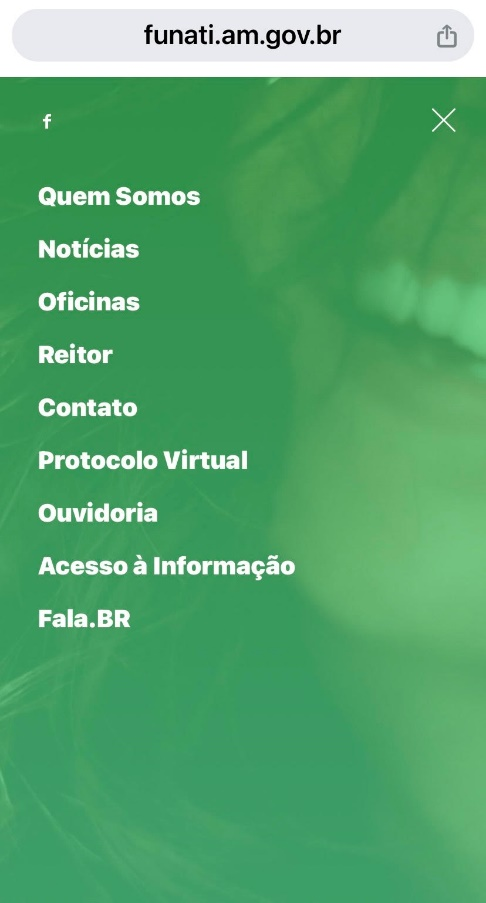 funati.am.gov.br
f
Quem Somos
Notícias
Oficinas
Reitor
Contato
Protocolo Virtual
Ouvidoria
Acesso à Informação
Fala.BR